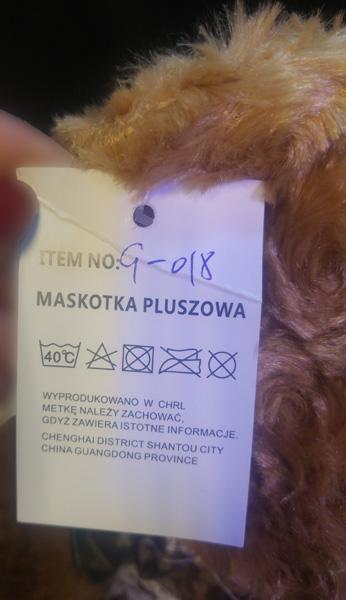 ITEM NO: G-018
MASKOTKA PLUSZOWA
40°C
WYPRODUKOWANO W CHRL
METKĘ NALEŻY ZACHOWAĆ,
GDYŻ ZAWIERA ISTOTNE INFORMACJE.
CHENGHAI DISTRICT SHANTOU CITY
CHINA GUANGDONG PROVINCE